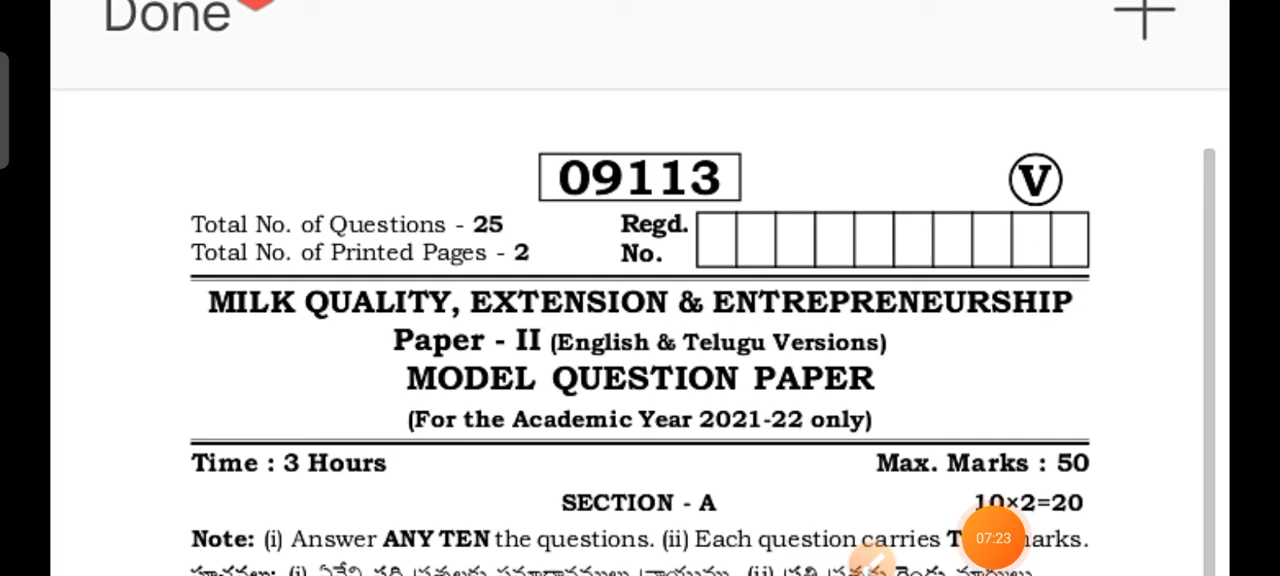 Done
09113
V
Total No. of Questions - 25
Regd.
Total No. of Printed Pages - 2
No.
MILK QUALITY, EXTENSION & ENTREPRENEURSHIP
Paper - II (English & Telugu Versions)
MODEL QUESTION PAPER
(For the Academic Year 2021-22 only)
Time : 3 Hours
Max. Marks : 50
SECTION - A
10×2=20
Note: (i) Answer ANY TEN the questions. (ii) Each question carries
07:23